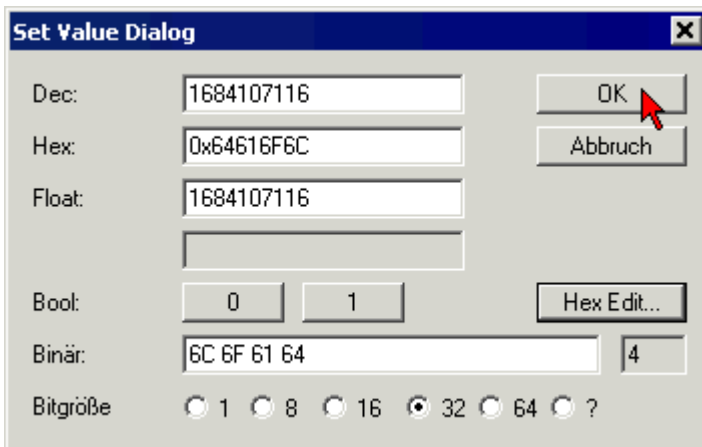 Set Value Dialog
Dec: 1684107116 OK
Hex: 0x64616F6C Abbruch
Float: 1684107116
Bool: 0 1 Hex Edit...
Binär: 6C 6F 61 64 4
Bitgröße 1 8 16 32 64 ?